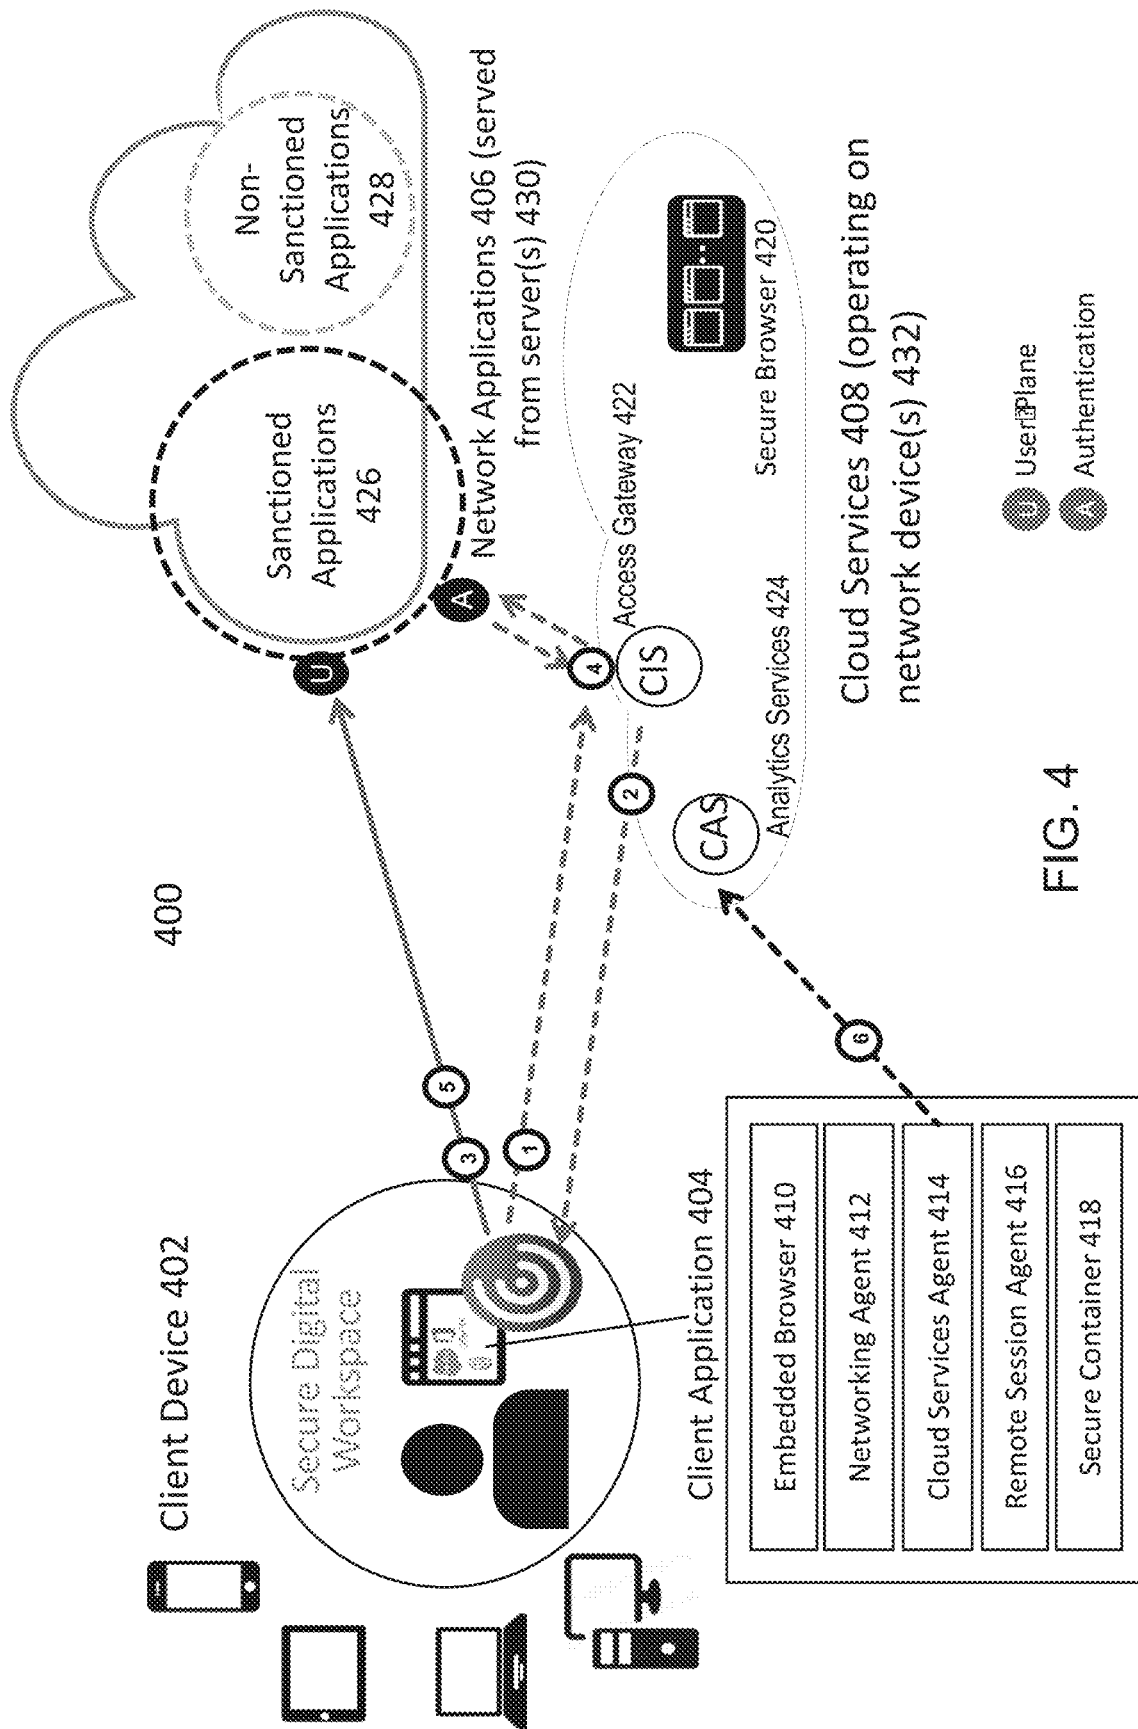 400
Client Device 402
Secure Digital
Workspace
Client Application 404
Embedded Browser 410
Networking Agent 412
Cloud Services Agent 414
Remote Session Agent 416
Secure Container 418
3
5
1
2
4
6
U
A
Sanctioned
Applications
426
Non-
Sanctioned
Applications
428
Network Applications 406 (served
from server(s) 430)
Access Gateway 422
CIS
CAS
Analytics Services 424
Secure Browser 420
Cloud Services 408 (operating on
network device(s) 432)
U User Plane
A Authentication
FIG. 4